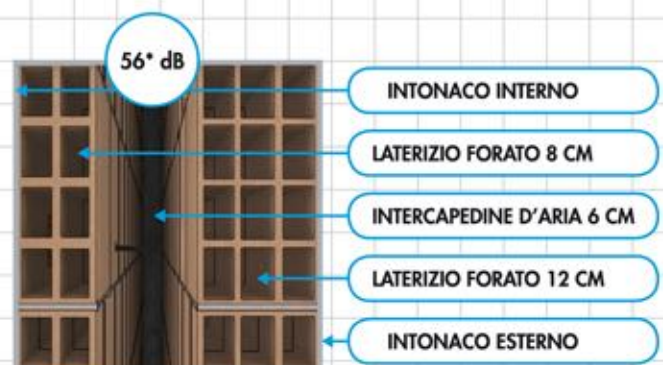 56* dB
INTONACO INTERNO
LATERIZIO FORATO 8 CM
INTERCAPEDINE D'ARIA 6 CM
LATERIZIO FORATO 12 CM
INTONACO ESTERNO